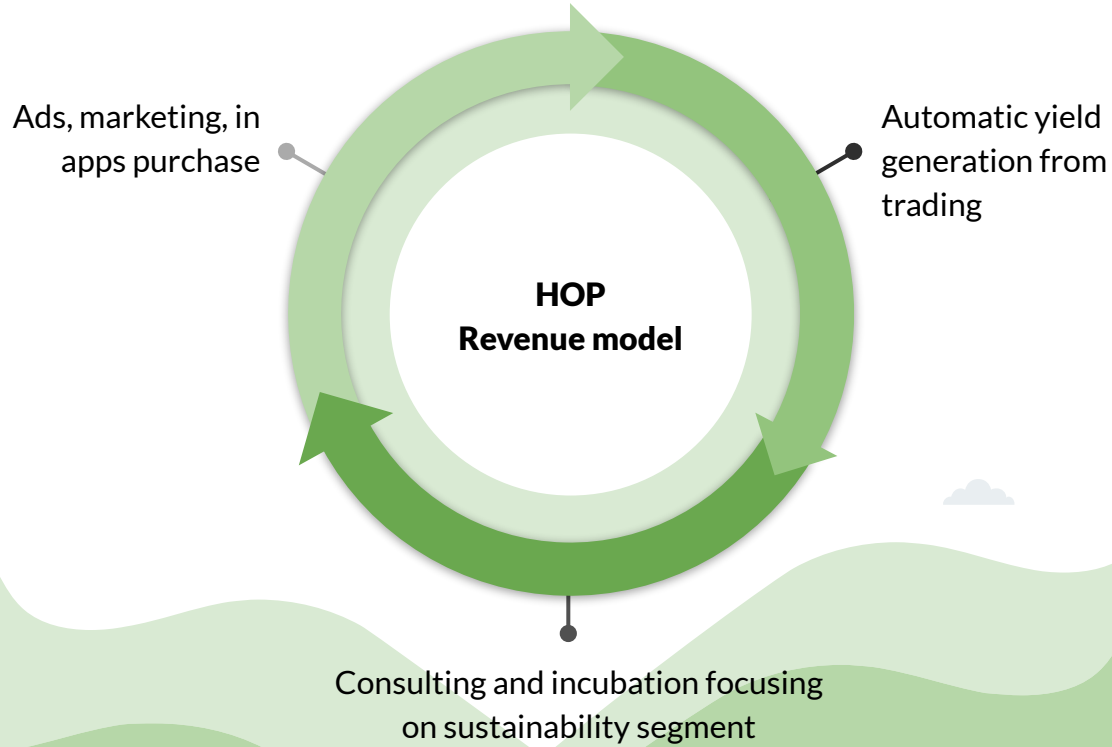 Ads, marketing, in
apps purchase
Automatic yield
generation from
trading
HOP
Revenue model
Consulting and incubation focusing
on sustainability segment